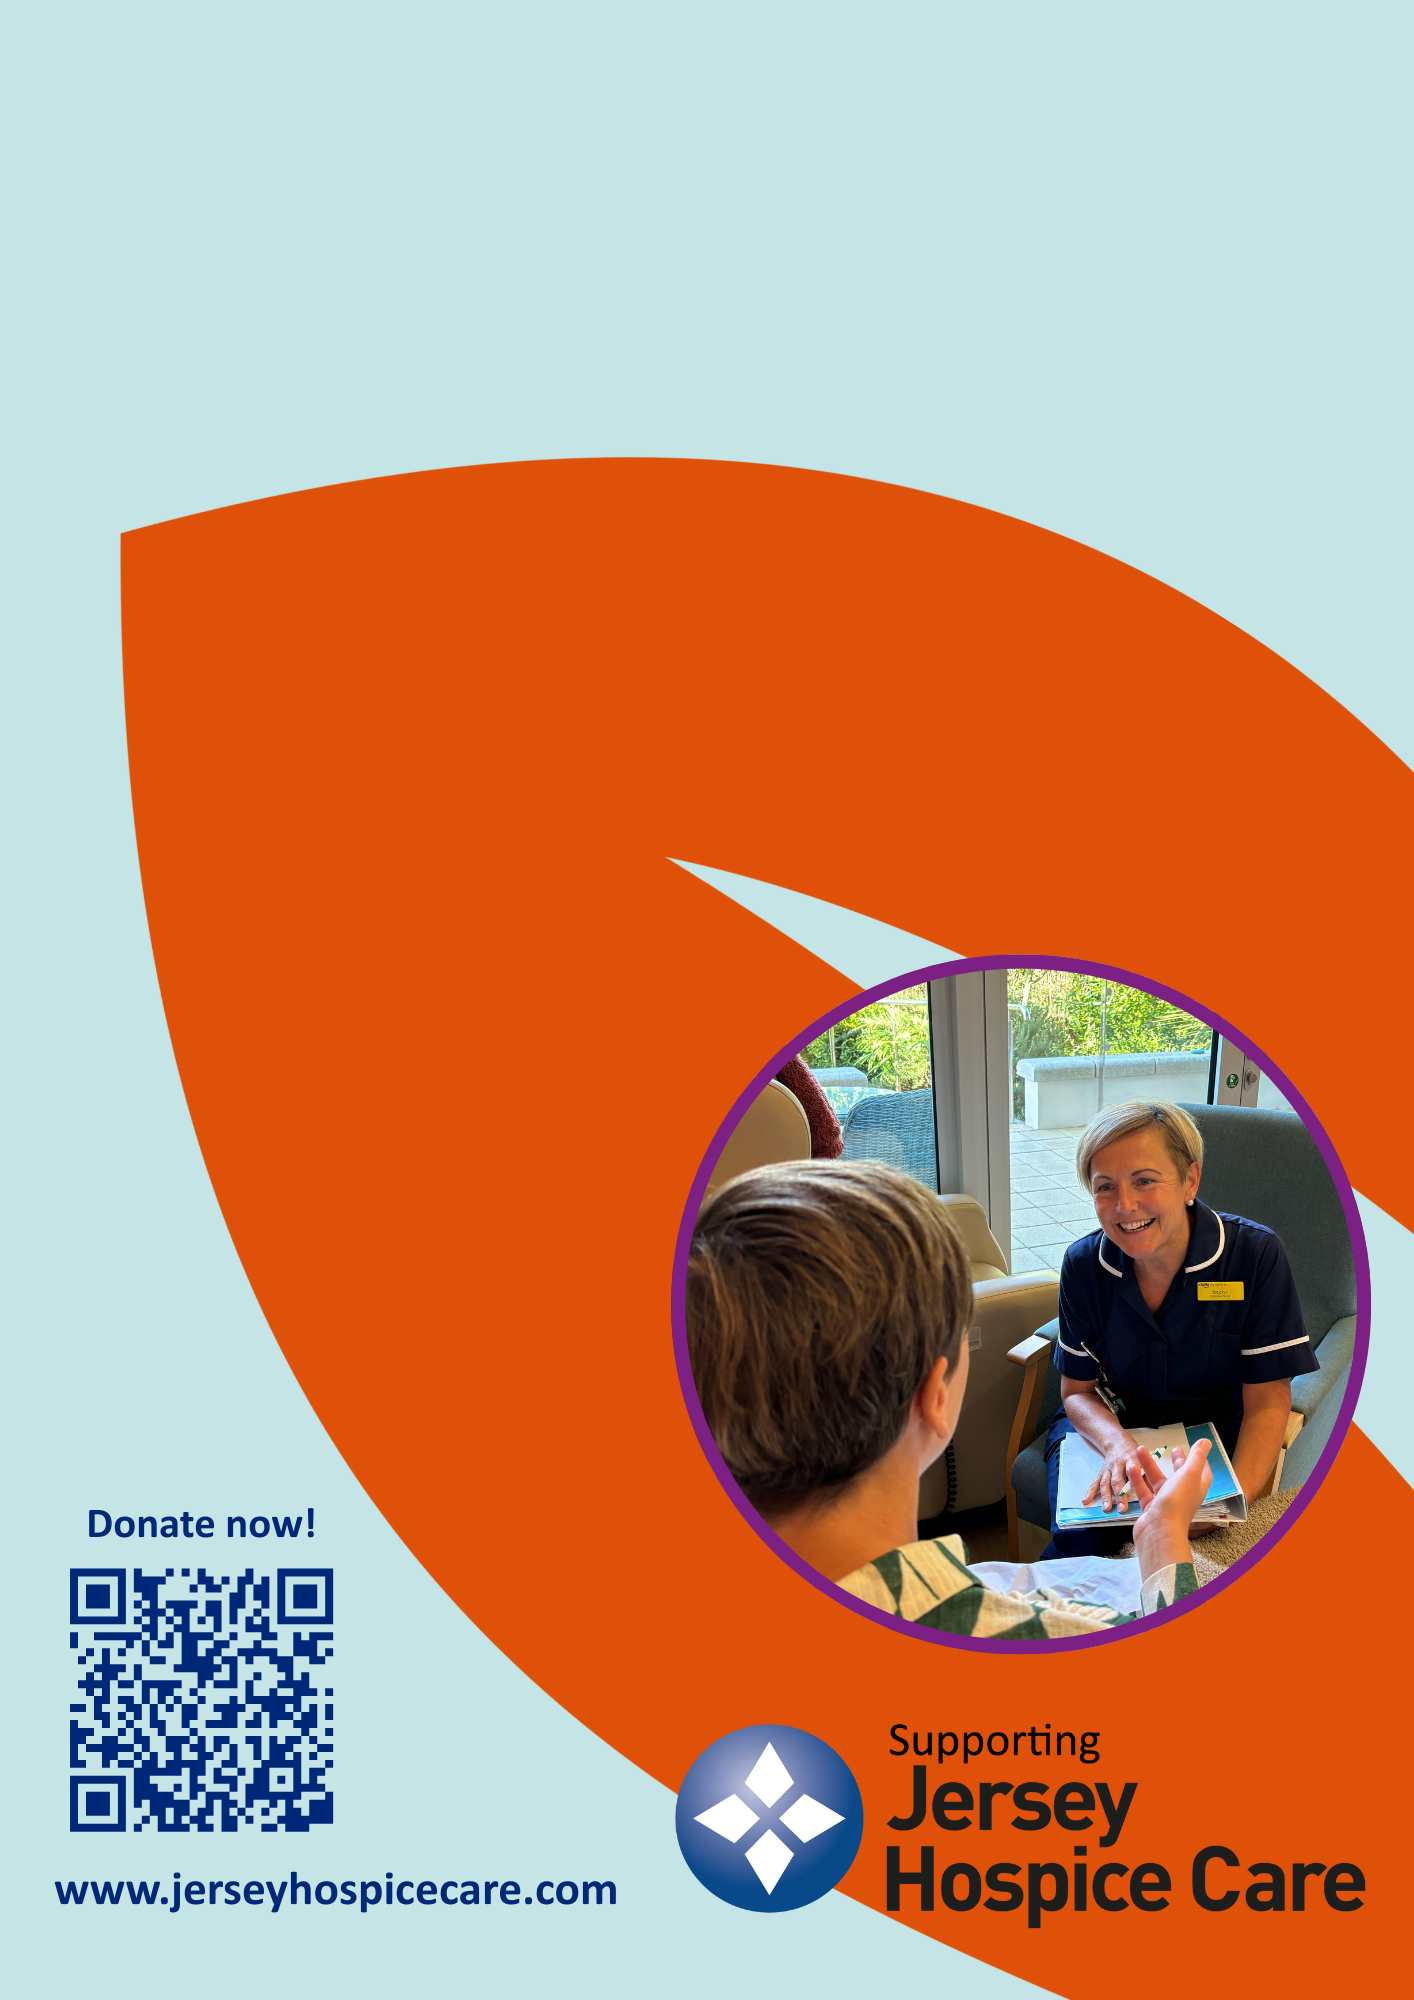 Donate now!
www.jerseyhospicecare.com
Supporting
Jersey
Hospice Care